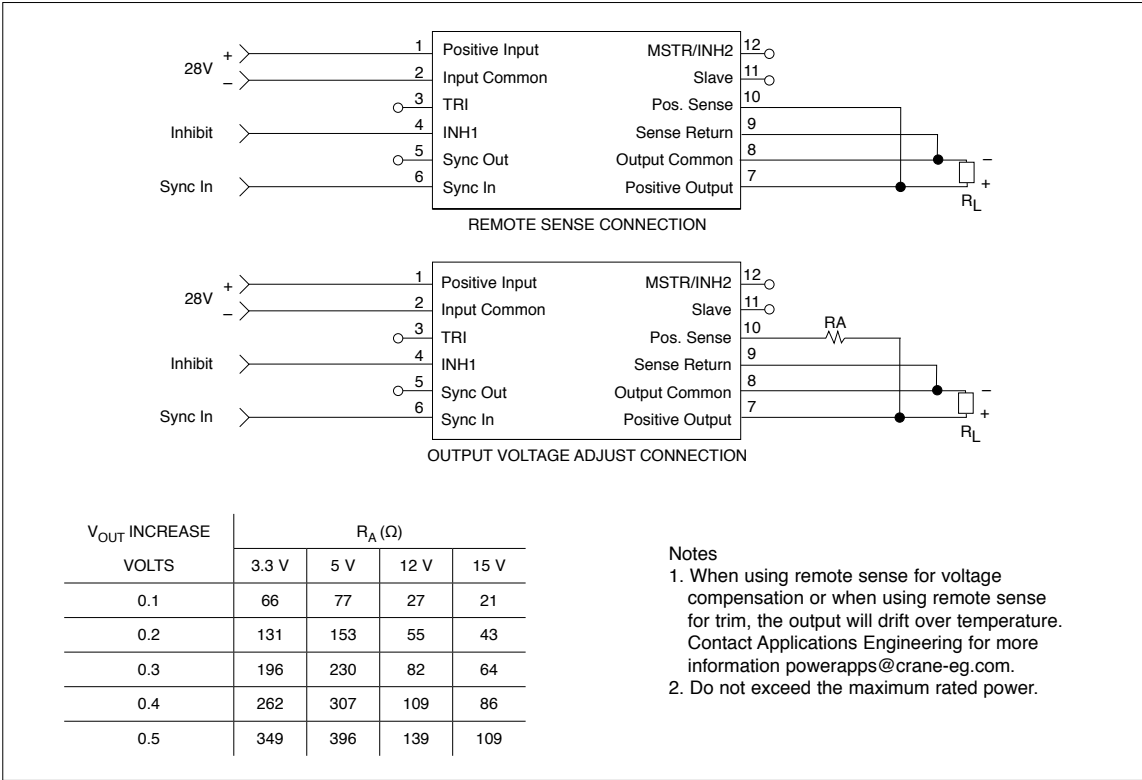 28V + 1 Positive Input MSTR/INH2 12
– 2 Input Common Slave 11
3 TRI Pos. Sense 10
Inhibit 4 INH1 Sense Return 9
5 Sync Out Output Common 8 –
Sync In 6 Sync In Positive Output 7 +
RL
REMOTE SENSE CONNECTION
28V + 1 Positive Input MSTR/INH2 12
– 2 Input Common Slave 11
3 TRI Pos. Sense 10 RA
Inhibit 4 INH1 Sense Return 9
5 Sync Out Output Common 8 –
Sync In 6 Sync In Positive Output 7 +
RL
OUTPUT VOLTAGE ADJUST CONNECTION
VOUT INCREASE RA (Ω)
VOLTS 3.3 V 5 V 12 V 15 V
0.1 66 77 27 21
0.2 131 153 55 43
0.3 196 230 82 64
0.4 262 307 109 86
0.5 349 396 139 109
Notes
1. When using remote sense for voltage
compensation or when using remote sense
for trim, the output will drift over temperature.
Contact Applications Engineering for more
information powerapps@crane-eg.com.
2. Do not exceed the maximum rated power.